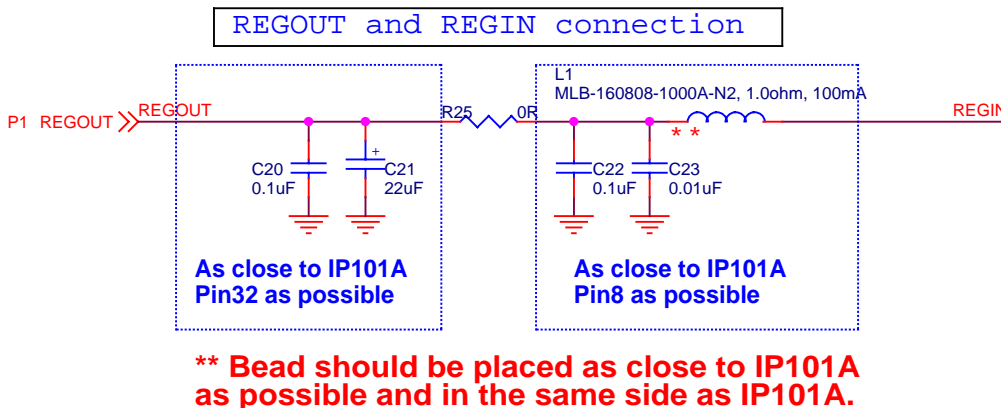 REGOUT and REGIN connection
L1
MLB-160808-1000A-N2, 1.0ohm, 100mA
P1 REGOUT
REGOUT
R25
0R
REGIN
* *
+
C20
0.1uF
C21
22uF
C22
0.1uF
C23
0.01uF
As close to IP101A
Pin32 as possible
As close to IP101A
Pin8 as possible
** Bead should be placed as close to IP101A
as possible and in the same side as IP101A.